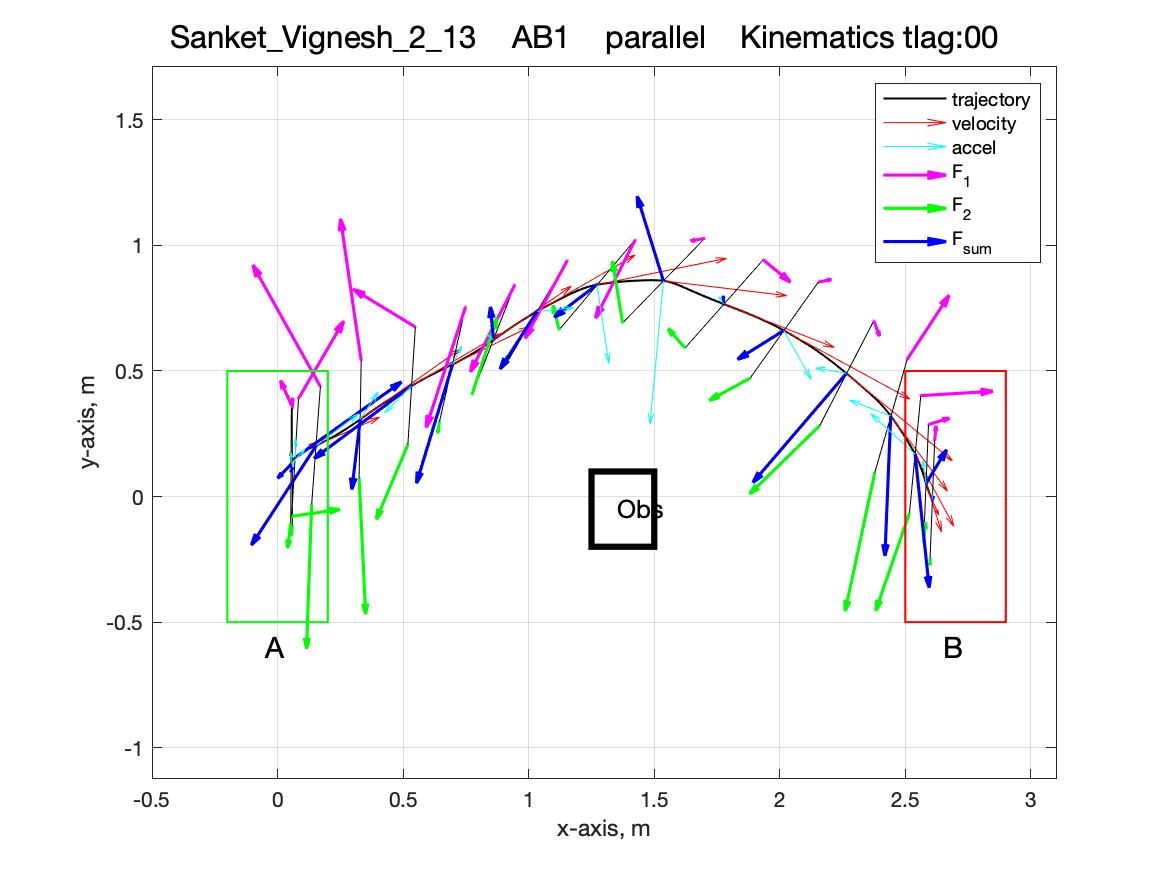 Sanket_Vignesh_2_13 AB1 parallel Kinematics tlag:00
trajectory
velocity
accel
F1
F2
Fsum
1.5
1
0.5
0
-0.5
-1
y-axis, m
Obs
A
B
-0.5 0 0.5 1 1.5 2 2.5 3
x-axis, m